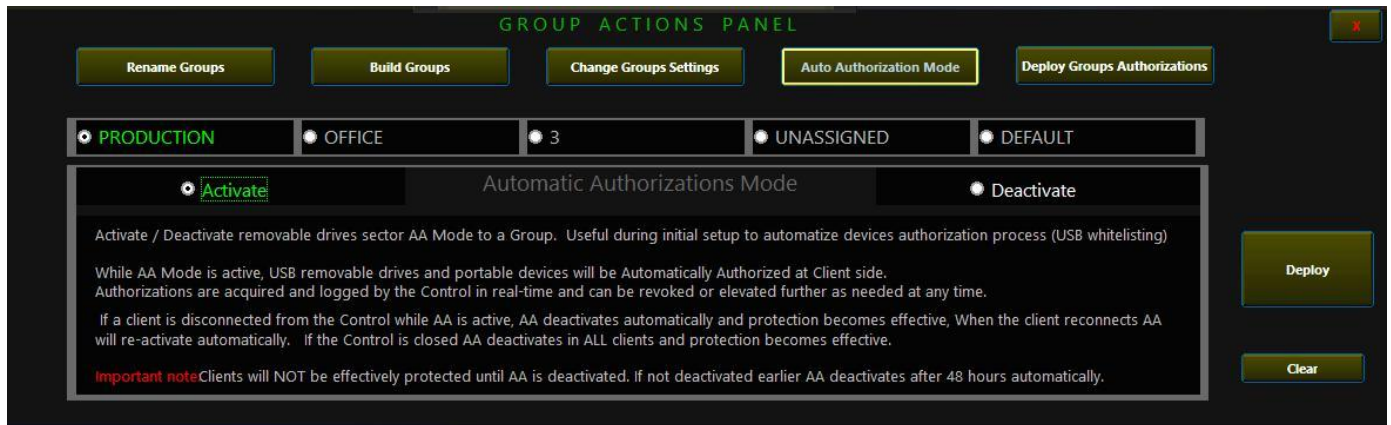 GROUP ACTIONS PANEL
X
Rename Groups
Build Groups
Change Groups Settings
Auto Authorization Mode
Deploy Groups Authorizations
PRODUCTION
OFFICE
3
UNASSIGNED
DEFAULT
Activate
Automatic Authorizations Mode
Deactivate
Activate / Deactivate removable drives sector AA Mode to a Group. Useful during initial setup to automatize devices authorization process (USB whitelisting)
While AA Mode is active, USB removable drives and portable devices will be Automatically Authorized at Client side.
Authorizations are acquired and logged by the Control in real-time and can be revoked or elevated further as needed at any time.
If a client is disconnected from the Control while AA is active, AA deactivates automatically and protection becomes effective, When the client reconnects AA
will re-activate automatically. If the Control is closed AA deactivates in ALL clients and protection becomes effective.
Important note:Clients will NOT be effectively protected until AA is deactivated. If not deactivated earlier AA deactivates after 48 hours automatically.
Deploy
Clear